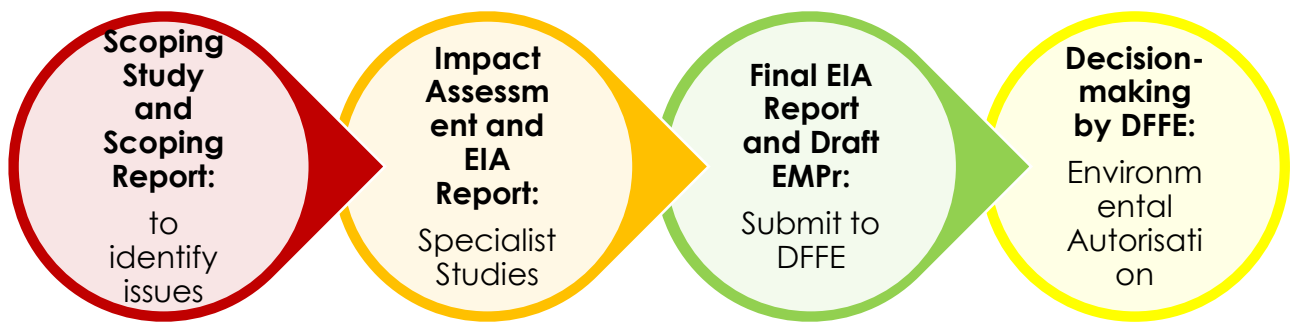 Scoping
Study
and
Scoping
Report:
to
identify
issues
Impact
Assessm
ent and
EIA
Report:
Specialist
Studies
Final EIA
Report
and Draft
EMPr:
Submit to
DFFE
Decision-
making
by DFFE:
Environm
ental
Autorisati
on